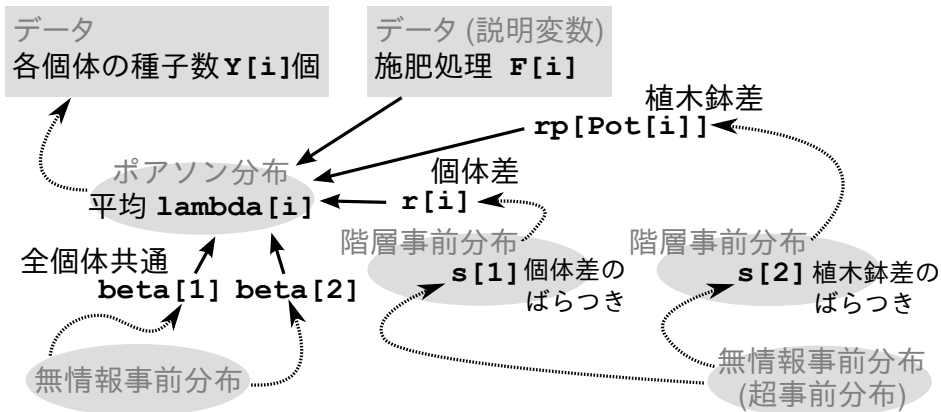 データ
各個体の種子数 Y[i]個
データ (説明変数)
施肥処理 F[i]
植木鉢差
rp[Pot[i]]
ポアソン分布
平均 lambda[i]
個体差
r[i]
全個体共通
beta[1] beta[2]
階層事前分布
s[1] 個体差の
ばらつき
階層事前分布
s[2] 植木鉢差の
ばらつき
無情報事前分布
無情報事前分布
(超事前分布)